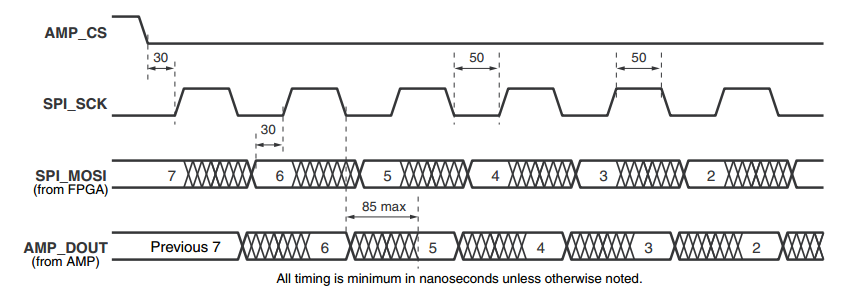 AMP_CS
30
50
50
SPI_SCK
30
SPI_MOSI
(from FPGA)
7 6 5 4 3 2
85 max
AMP_DOUT
(from AMP)
Previous 7 6 5 4 3 2
All timing is minimum in nanoseconds unless otherwise noted.